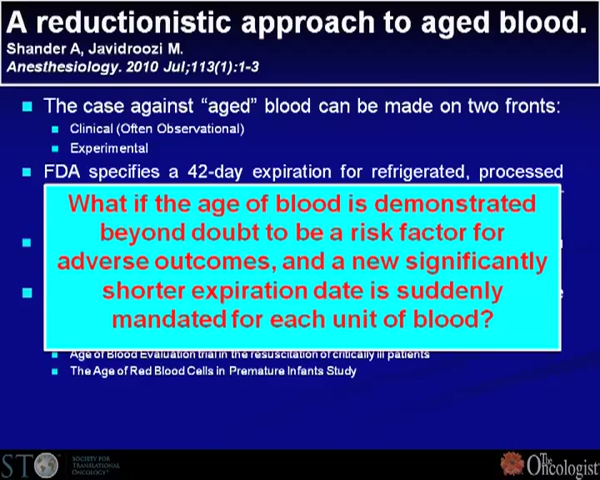 A reductionistic approach to aged blood.
Shander A, Javidroozi M.
Anesthesiology. 2010 Jul;113(1):1-3
The case against “aged” blood can be made on two fronts:
Clinical (Often Observational)
Experimental
FDA specifies a 42-day expiration for refrigerated, processed
What if the age of blood is demonstrated
beyond doubt to be a risk factor for
adverse outcomes, and a new significantly
shorter expiration date is suddenly
mandated for each unit of blood?
Age of Blood Evaluation trial in the resuscitation of critically ill patients
The Age of Red Blood Cells in Premature Infants Study
STO
SOCIETY FOR
TRANSLATIONAL
ONCOLOGY
The Oncologist